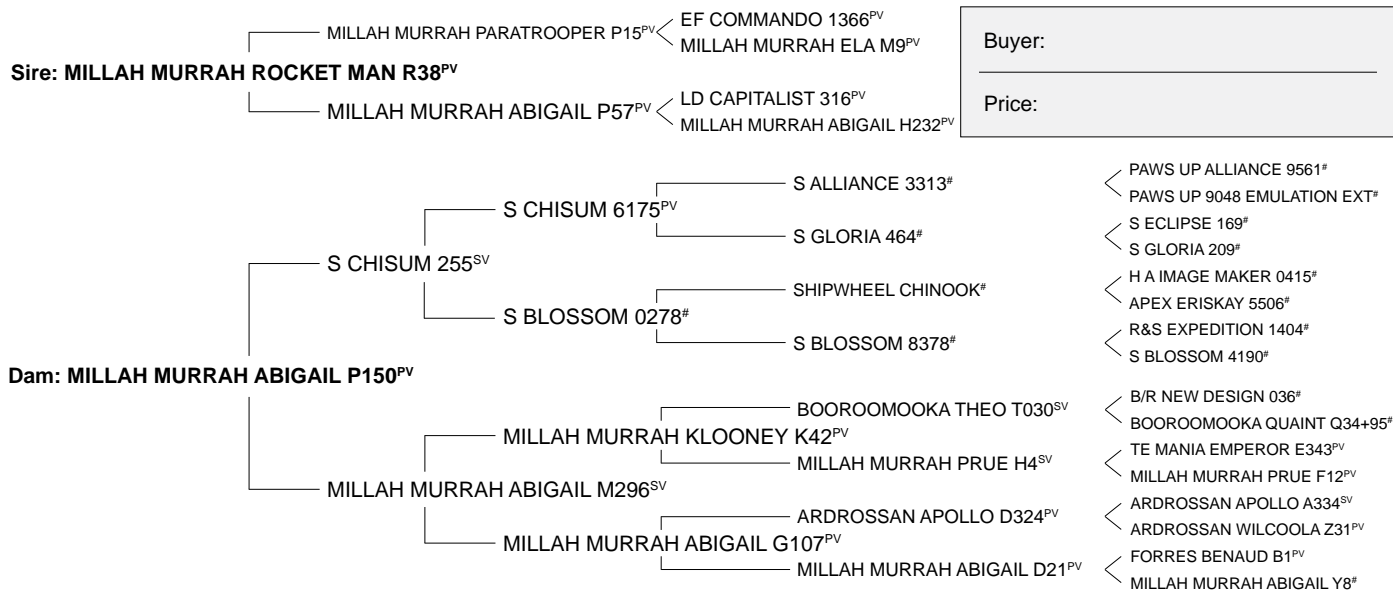 MILLAH MURRAH PARATROOPER P15PV
EF COMMANDO 1366PV
MILLAH MURRAH ELA M9PV
Sire: MILLAH MURRAH ROCKET MAN R38PV
MILLAH MURRAH ABIGAIL P57PV
LD CAPITALIST 316PV
MILLAH MURRAH ABIGAIL H232PV
Buyer:
Price:
S ALLIANCE 3313#
PAWS UP ALLIANCE 9561#
PAWS UP 9048 EMULATION EXT#
S CHISUM 6175PV
S GLORIA 464#
S ECLIPSE 169#
S GLORIA 209#
S CHISUM 255SV
SHIPWHEEL CHINOOK#
H A IMAGE MAKER 0415#
APEX ERISKAY 5506#
S BLOSSOM 0278#
S BLOSSOM 8378#
R&S EXPEDITION 1404#
S BLOSSOM 4190#
Dam: MILLAH MURRAH ABIGAIL P150PV
BOOROOMOOKA THEO T030SV
B/R NEW DESIGN 036#
BOOROOMOOKA QUAINT Q34+95#
MILLAH MURRAH KLOONEY K42PV
MILLAH MURRAH PRUE H4SV
TE MANIA EMPEROR E343PV
MILLAH MURRAH PRUE F12PV
MILLAH MURRAH ABIGAIL M296SV
ARDROSSAN APOLLO D324PV
ARDROSSAN APOLLO A334SV
ARDROSSAN WILCOOLA Z31PV
MILLAH MURRAH ABIGAIL G107PV
MILLAH MURRAH ABIGAIL D21PV
FORRES BENAUD B1PV
MILLAH MURRAH ABIGAIL Y8#